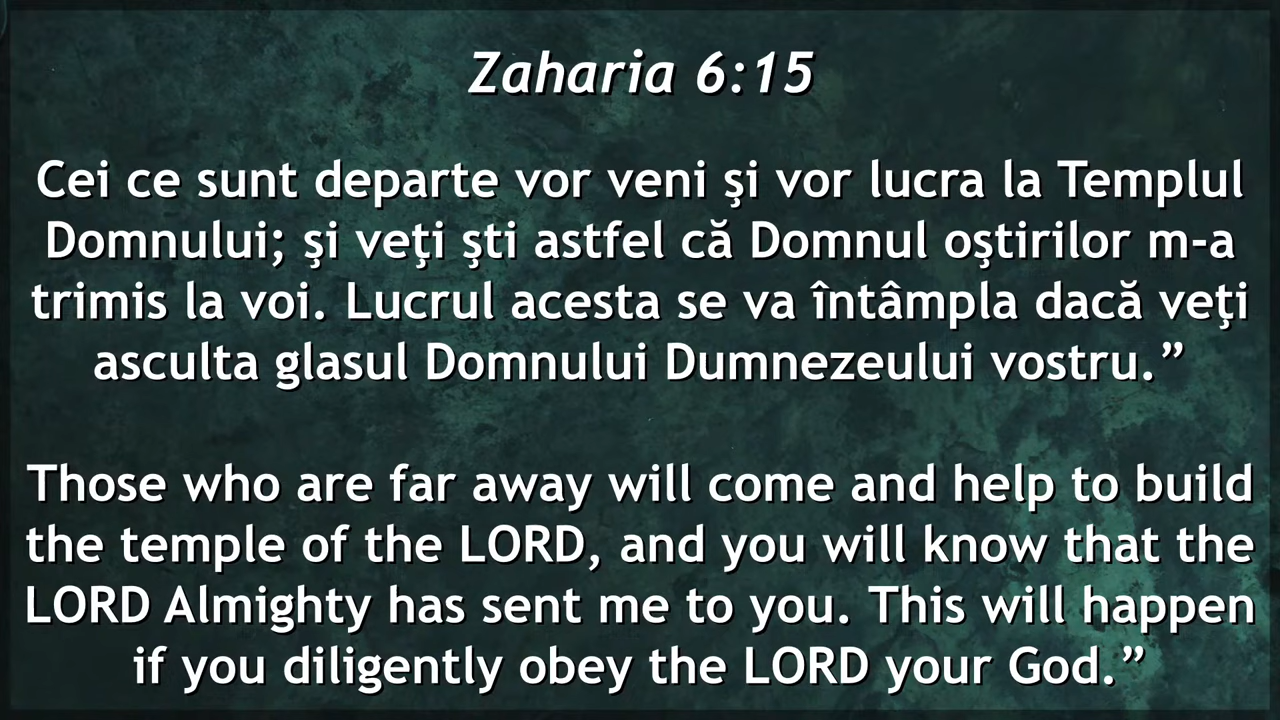 Zaharia 6:15
Cei ce sunt departe vor veni şi vor lucra la Templul
Domnului; şi veţi şti astfel că Domnul oştirilor m-a
trimis la voi. Lucrul acesta se va întâmpla dacă veţi
asculta glasul Domnului Dumnezeului vostru.”
Those who are far away will come and help to build
the temple of the LORD, and you will know that the
LORD Almighty has sent me to you. This will happen
if you diligently obey the LORD your God.”